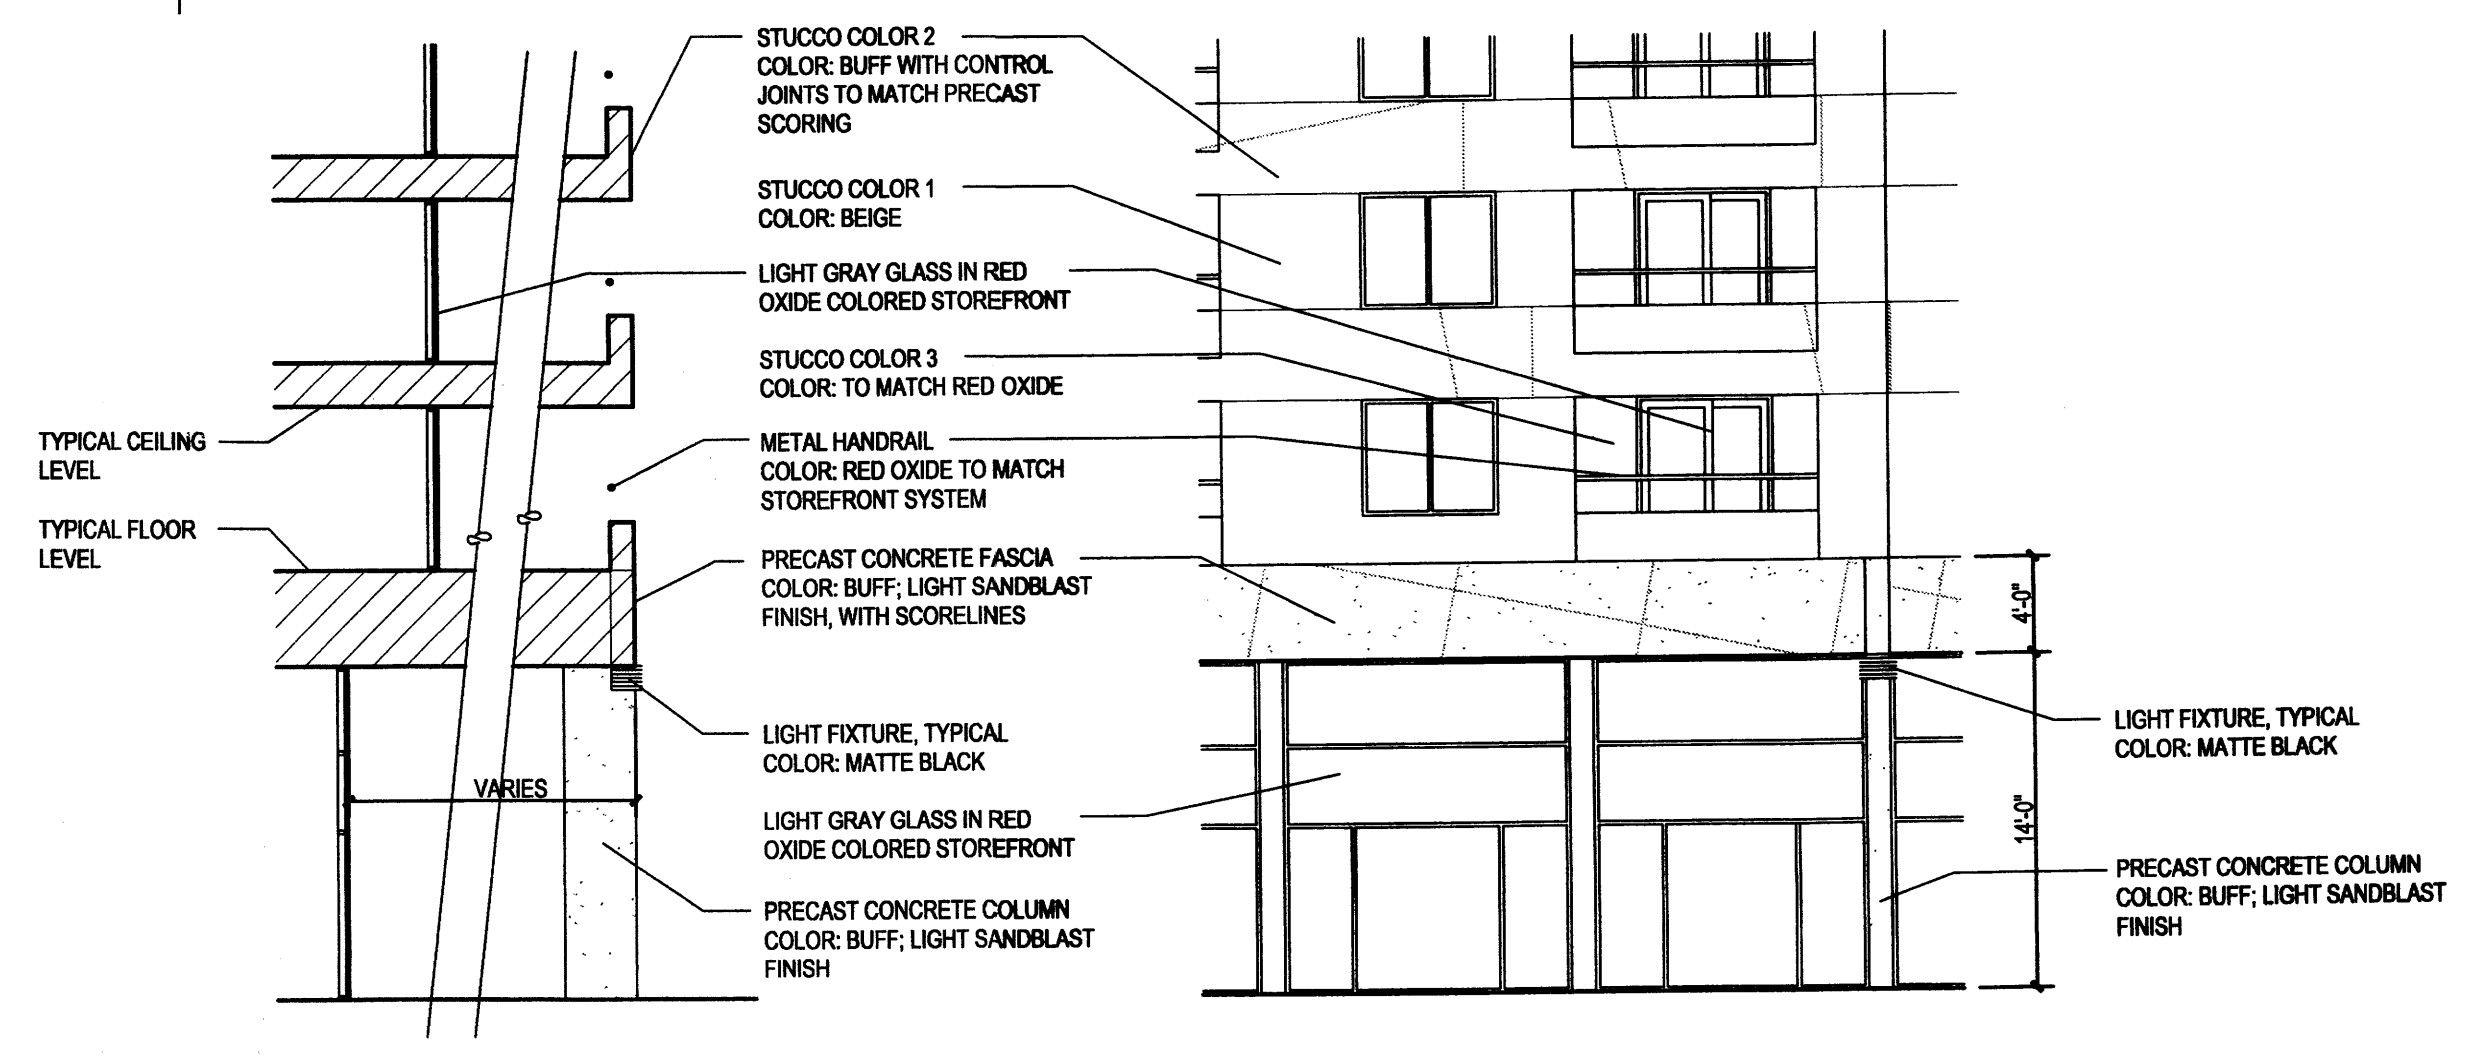 STUCCO COLOR 2
COLOR: BUFF WITH CONTROL
JOINTS TO MATCH PRECAST
SCORING
STUCCO COLOR 1
COLOR: BEIGE
LIGHT GRAY GLASS IN RED
OXIDE COLORED STOREFRONT
STUCCO COLOR 3
COLOR: TO MATCH RED OXIDE
TYPICAL CEILING
LEVEL
METAL HANDRAIL
COLOR: RED OXIDE TO MATCH
STOREFRONT SYSTEM
TYPICAL FLOOR
LEVEL
PRECAST CONCRETE FASCIA
COLOR: BUFF; LIGHT SANDBLAST
FINISH, WITH SCORELINES
4'-0"
LIGHT FIXTURE, TYPICAL
COLOR: MATTE BLACK
LIGHT FIXTURE, TYPICAL
COLOR: MATTE BLACK
VARIES
LIGHT GRAY GLASS IN RED
OXIDE COLORED STOREFRONT
14'-0"
PRECAST CONCRETE COLUMN
COLOR: BUFF; LIGHT SANDBLAST
FINISH
PRECAST CONCRETE COLUMN
COLOR: BUFF; LIGHT SANDBLAST
FINISH